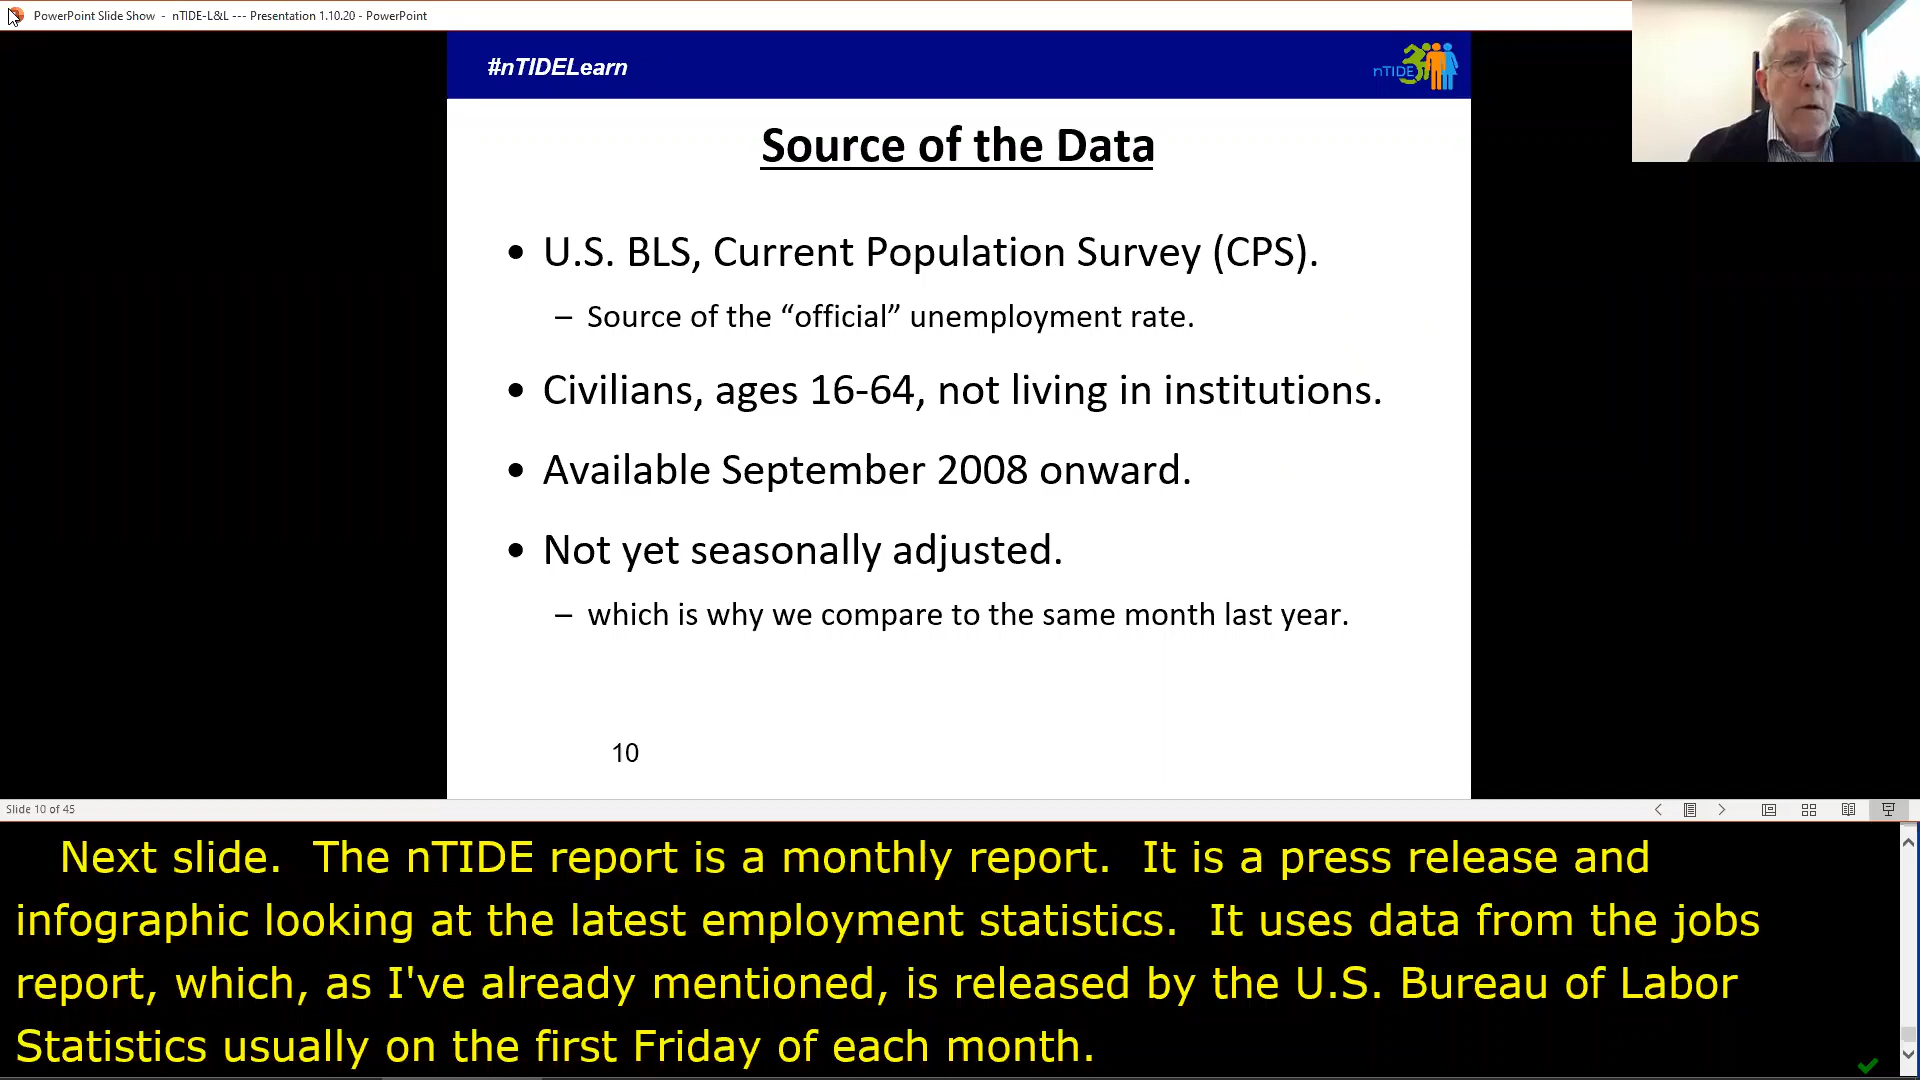 PowerPoint Slide Show - nTIDE-L&L --- Presentation 1.10.20 - PowerPoint
#nTIDELearn
nTIDE
Source of the Data
• U.S. BLS, Current Population Survey (CPS).
– Source of the “official” unemployment rate.
• Civilians, ages 16-64, not living in institutions.
• Available September 2008 onward.
• Not yet seasonally adjusted.
– which is why we compare to the same month last year.
10
Slide 10 of 45
Next slide. The nTIDE report is a monthly report. It is a press release and
infographic looking at the latest employment statistics. It uses data from the jobs
report, which, as I've already mentioned, is released by the U.S. Bureau of Labor
Statistics usually on the first Friday of each month.